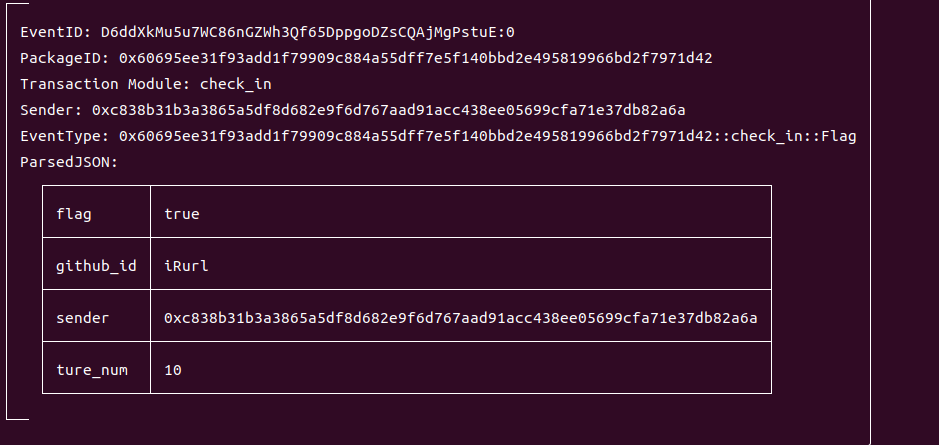 EventID: D6ddXkMu5u7WC86nGZWh3Qf65DppgoDZsCQAjMgPstuE:0
PackageID: 0x60695ee31f93add1f79909c884a55dff7e5f140bbd2e495819966bd2f7971d42
Transaction Module: check_in
Sender: 0xc838b31b3a3865a5df8d682e9f6d767aad91acc438ee05699cfa71e37db82a6a
EventType: 0x60695ee31f93add1f79909c884a55dff7e5f140bbd2e495819966bd2f7971d42::check_in::Flag
ParsedJSON:
flag true
github_id iRurl
sender 0xc838b31b3a3865a5df8d682e9f6d767aad91acc438ee05699cfa71e37db82a6a
ture_num 10